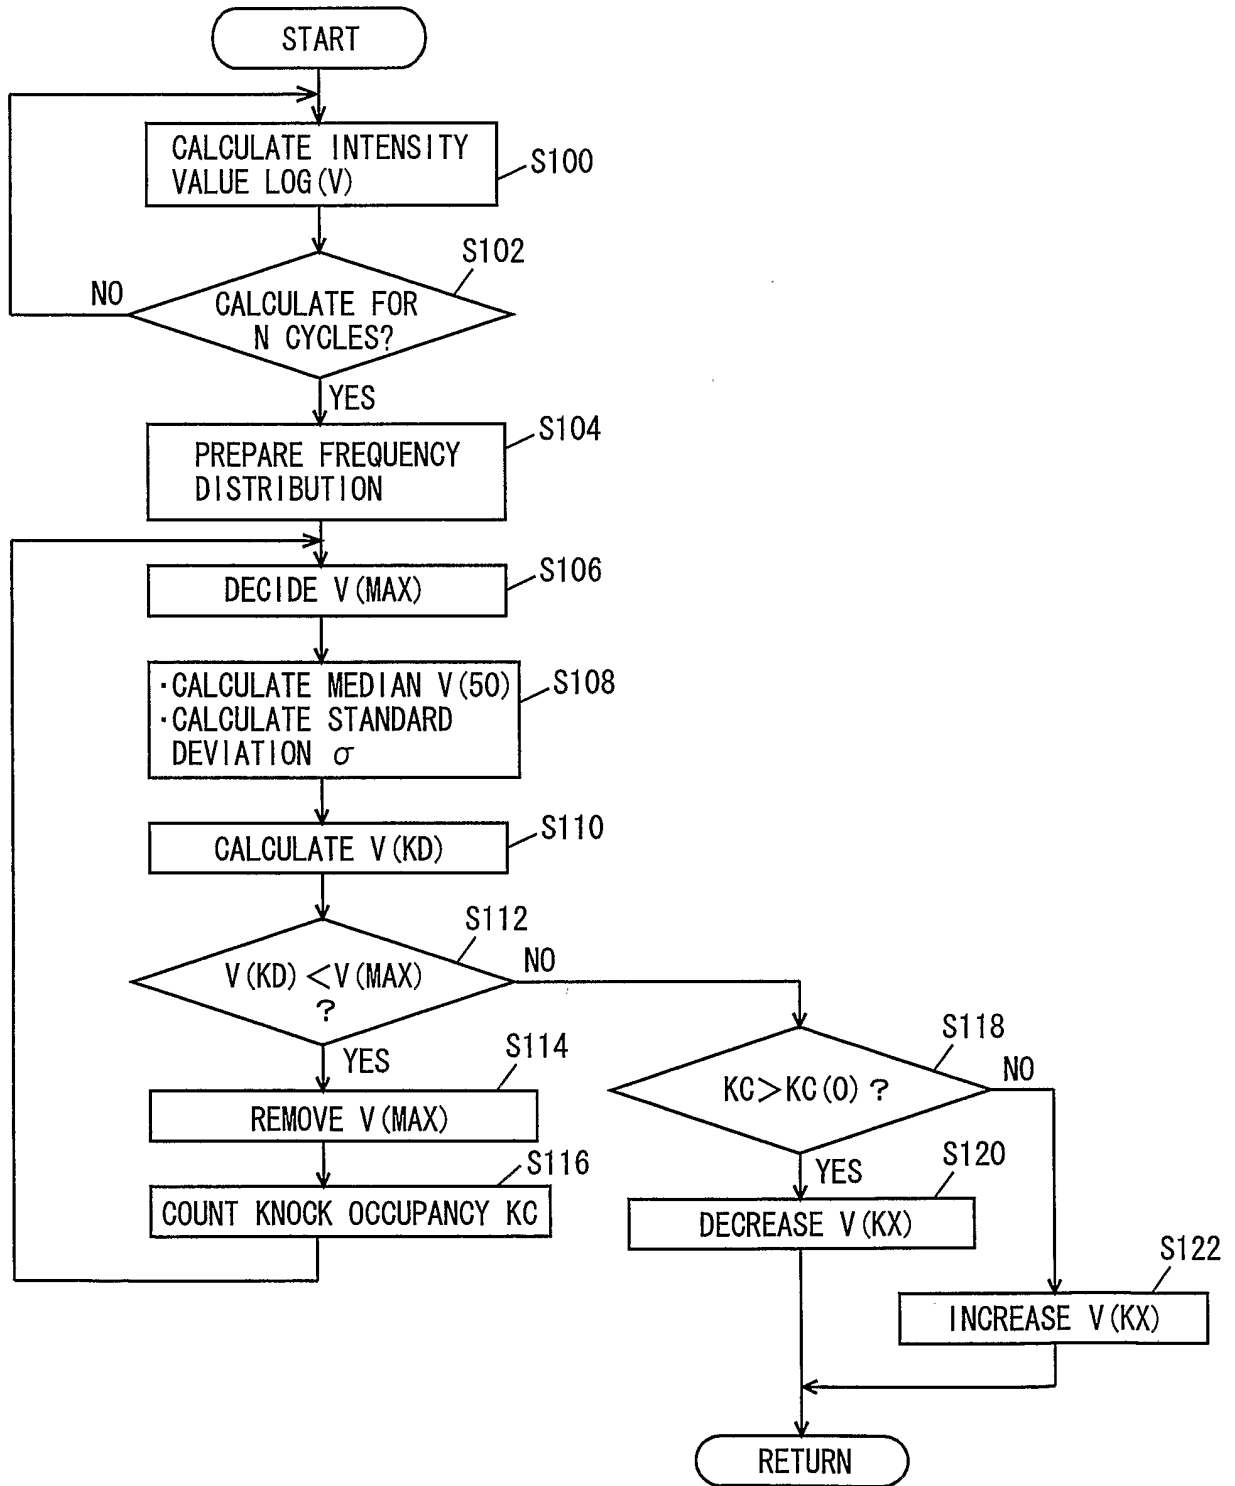 START
CALCULATE INTENSITY
VALUE LOG(V)
S100
S102
NO
CALCULATE FOR
N CYCLES?
YES
S104
PREPARE FREQUENCY
DISTRIBUTION
S106
DECIDE V(MAX)
・CALCULATE MEDIAN V(50)
・CALCULATE STANDARD
DEVIATION σ
S108
S110
CALCULATE V(KD)
S112
V(KD)<V(MAX)
?
NO
YES
S114
REMOVE V(MAX)
S116
COUNT KNOCK OCCUPANCY KC
S118
KC>KC(0)?
NO
YES
S120
DECREASE V(KX)
S122
INCREASE V(KX)
RETURN